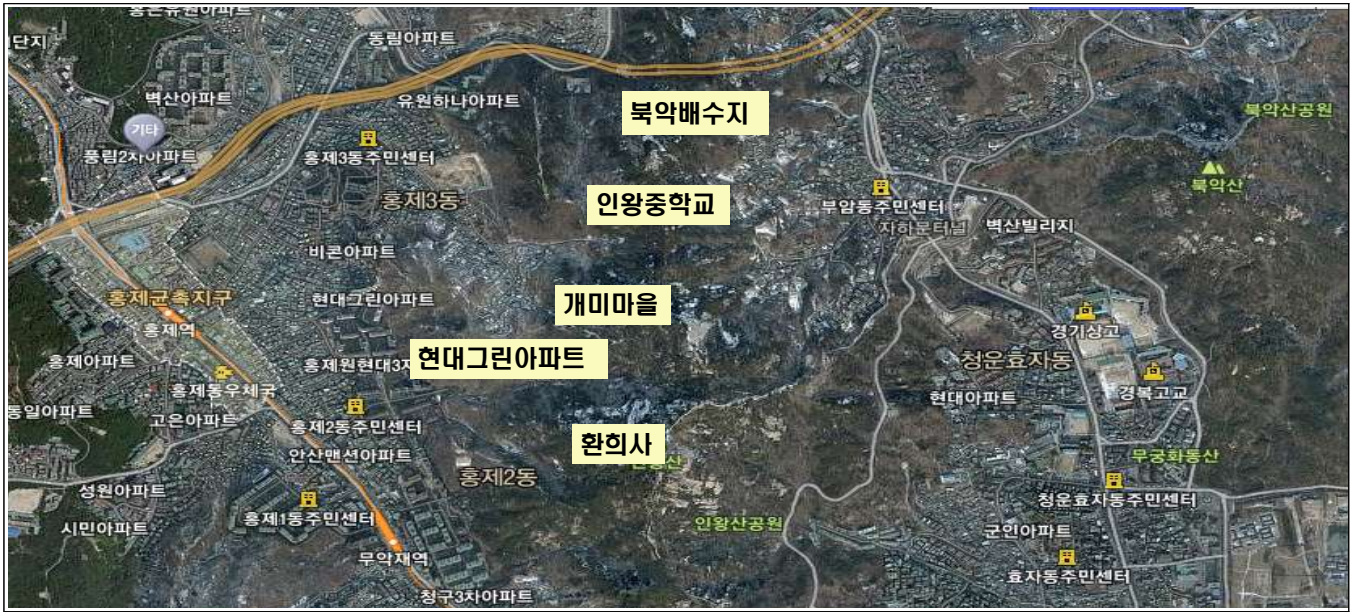 홍은유원아파트
단지
동림아파트
벽산아파트
유원하나아파트
북악배수지
북악산공원
기타
풍림2차아파트
홍제3동주민센터
북악산
홍제3동
인왕중학교
부암동주민센터
자하문터널
벽산빌리지
비콘아파트
홍제균촉지구
현대그린아파트
개미마을
홍제역
경기상고
홍제아파트
홍제원현대3차
현대그린아파트
청운효자동
홍제동우체국
경복고교
동일아파트
고은아파트
현대아파트
홍제2동주민센터
환희사
안산맨션아파트
인왕산
무궁화동산
홍제2동
성원아파트
청운효자동주민센터
홍제1동주민센터
시민아파트
인왕산공원
군인아파트
무악재역
효자동주민센터
청구3차아파트